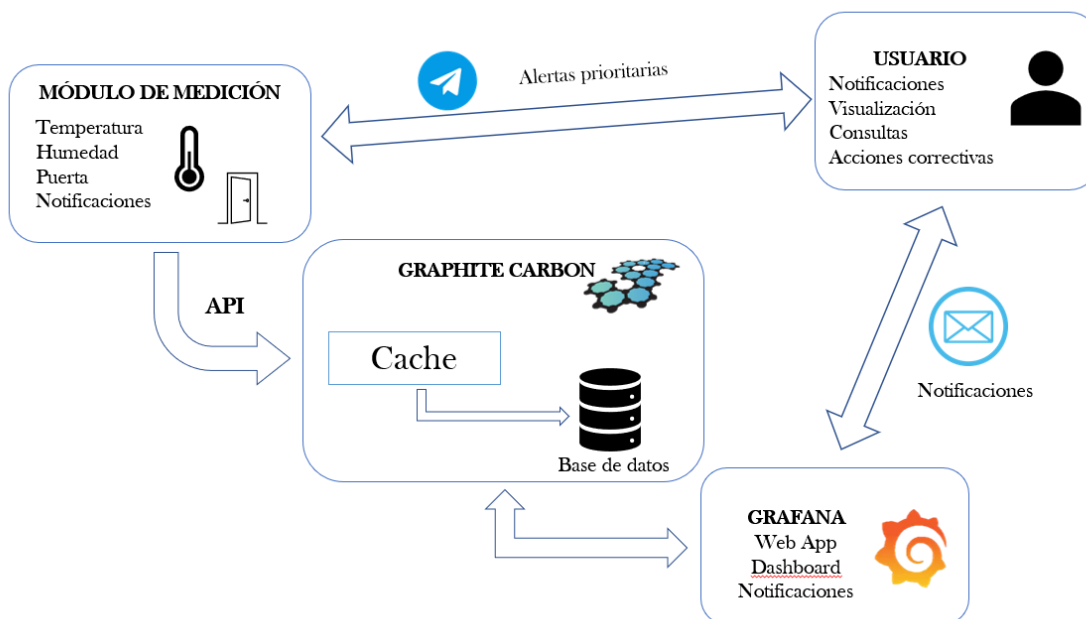 MÓDULO DE MEDICIÓN
Temperatura
Humedad
Puerta
Notificaciones
Alertas prioritarias
USUARIO
Notificaciones
Visualización
Consultas
Acciones correctivas
API
GRAPHITE CARBON
Cache
Base de datos
Notificaciones
GRAFANA
Web App
Dashboard
Notificaciones